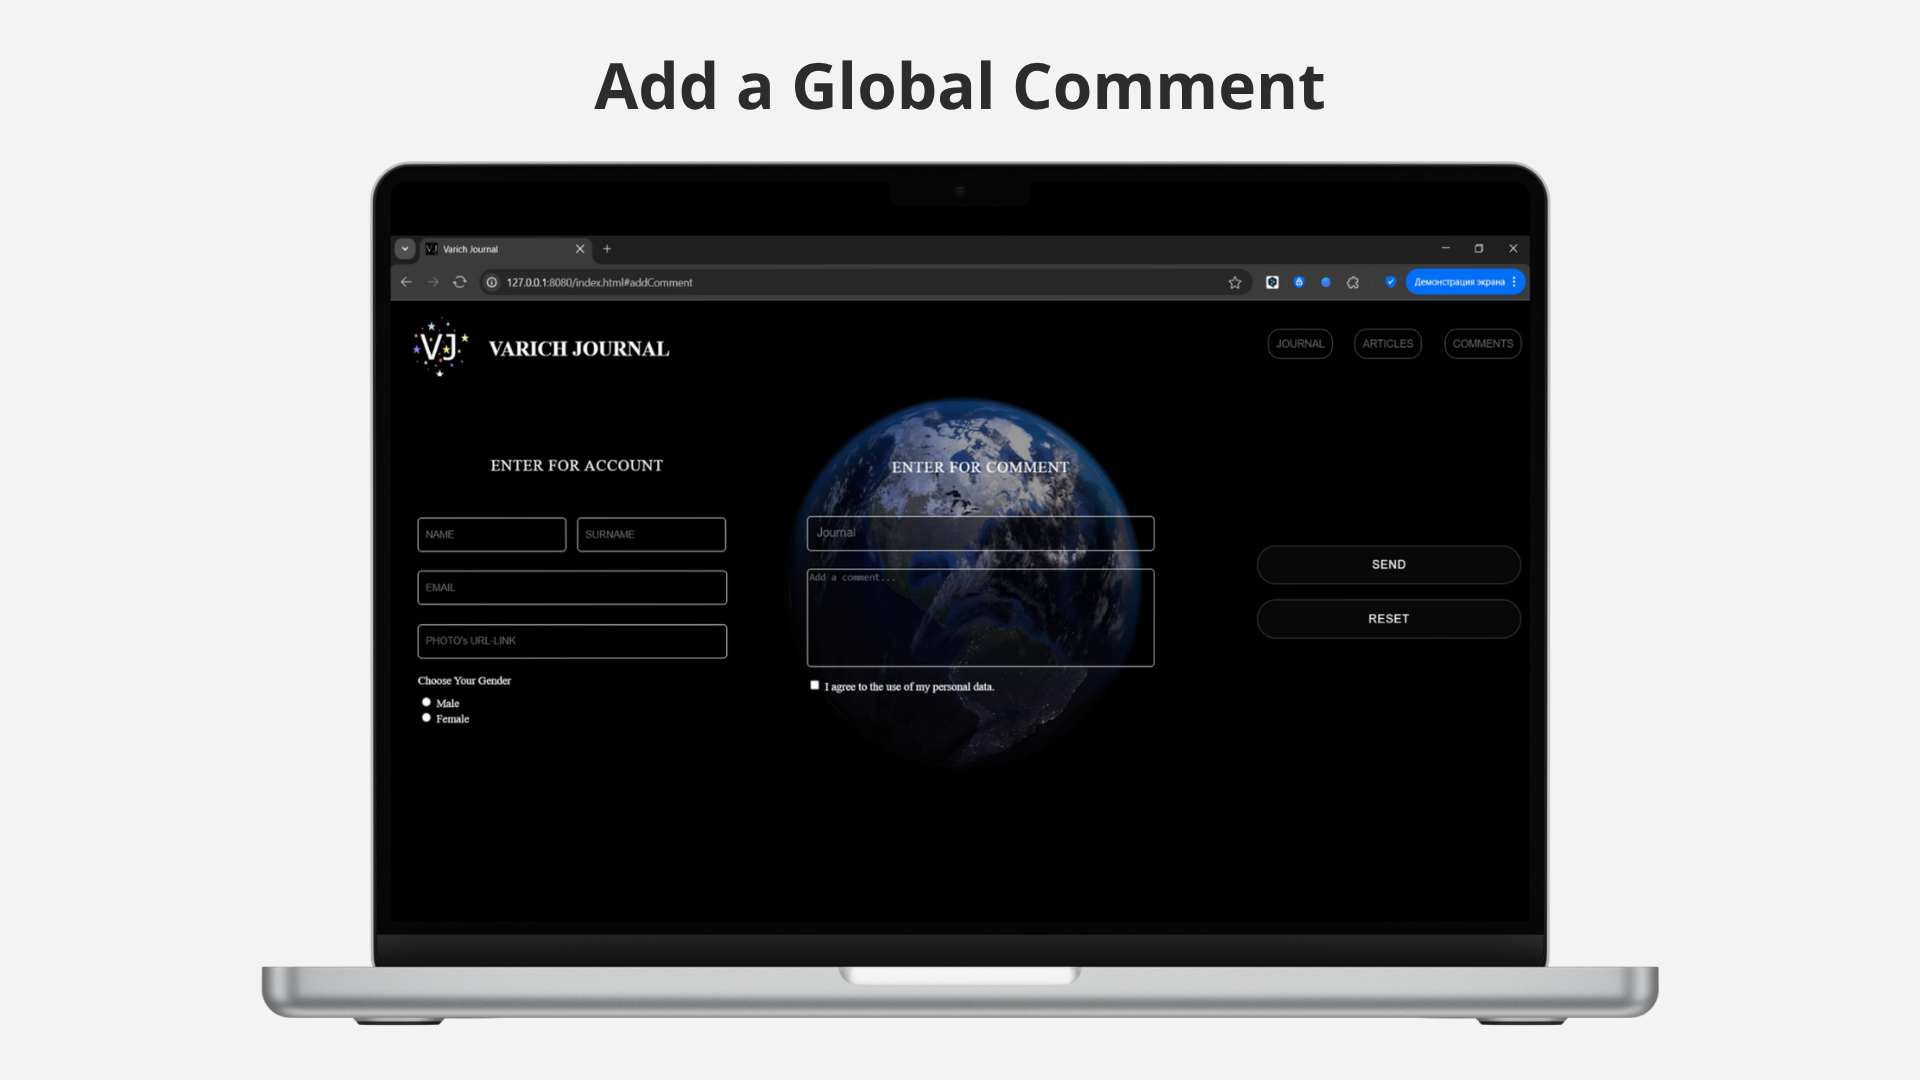 Add a Global Comment
VJ Varich Journal
127.0.0.1:8080/index.html#addComment
Демонстрация экрана
VJ
VARICH JOURNAL
JOURNAL
ARTICLES
COMMENTS
ENTER FOR ACCOUNT
NAME
SURNAME
EMAIL
PHOTO's URL-LINK
Choose Your Gender
Male
Female
ENTER FOR COMMENT
Journal
Add a comment...
I agree to the use of my personal data.
SEND
RESET